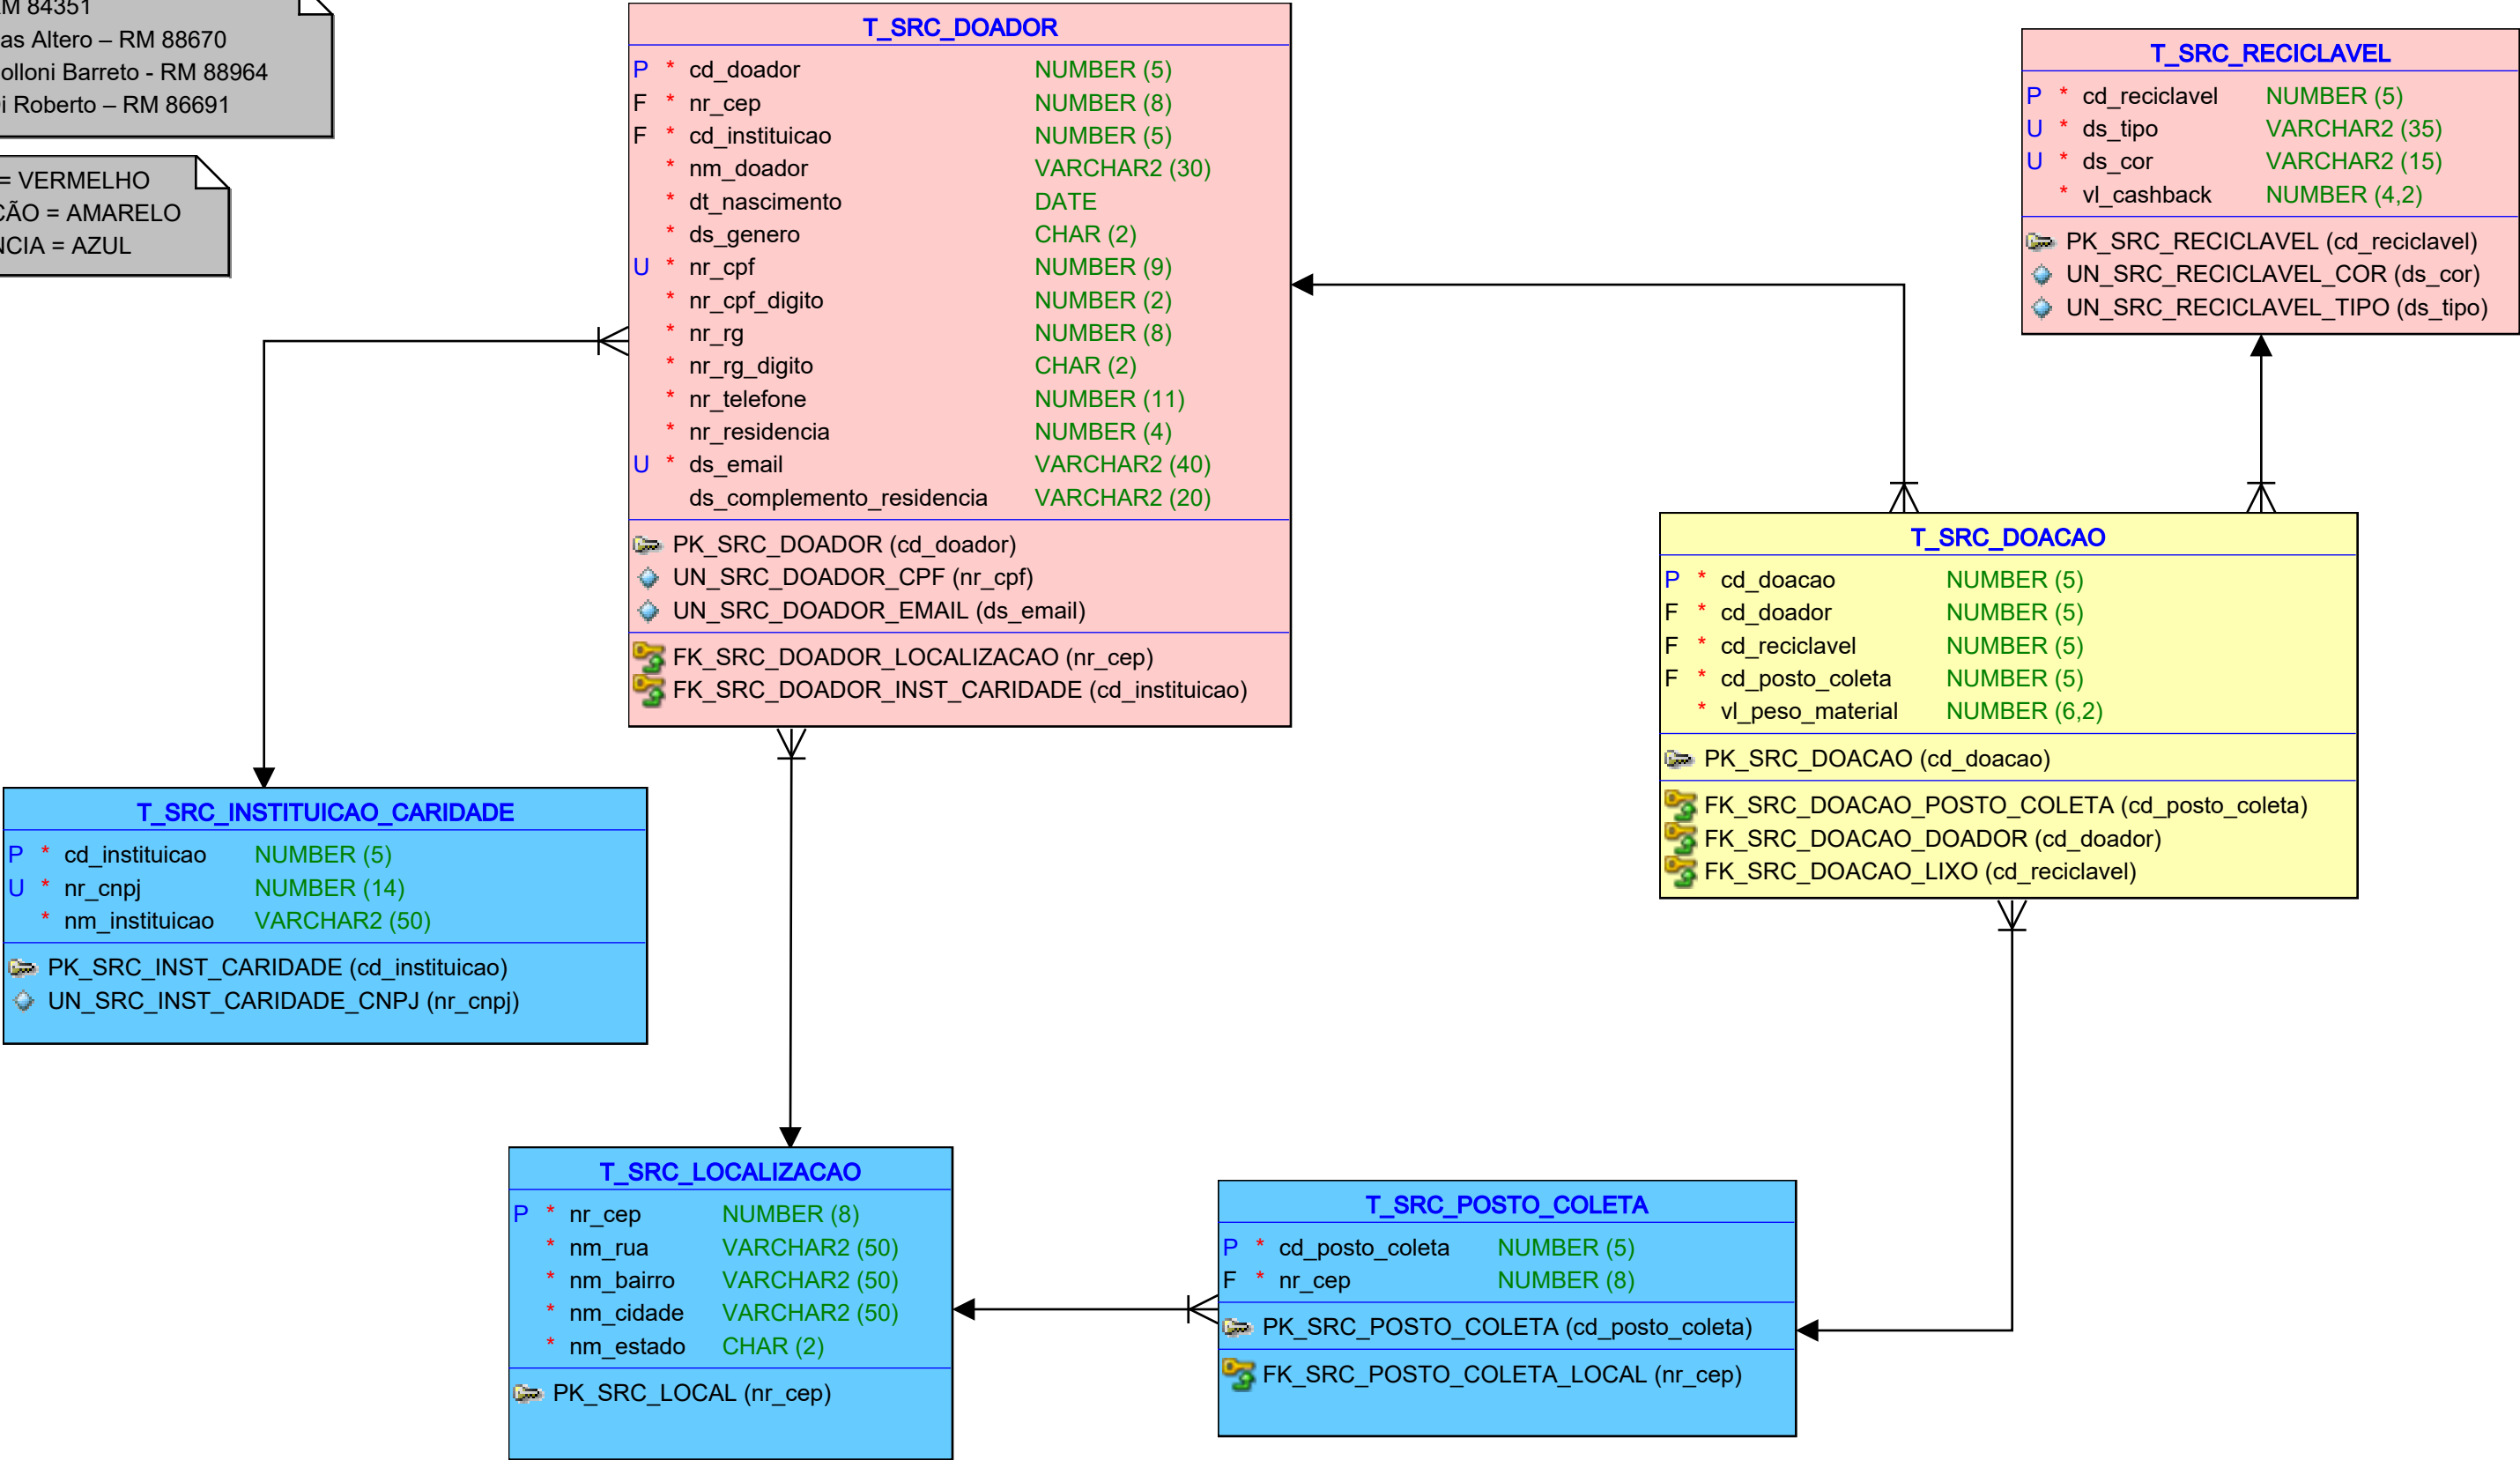 84351
Altero – RM 88670
Barreto - RM 88964
Roberto – RM 86691
= VERMELHO
= AMARELO
= AZUL
T_SRC_DOADOR
P * cd_doador NUMBER (5)
F * nr_cep NUMBER (8)
F * cd_instituicao NUMBER (5)
* nm_doador VARCHAR2 (30)
* dt_nascimento DATE
* ds_genero CHAR (2)
U * nr_cpf NUMBER (9)
* nr_cpf_digito NUMBER (2)
* nr_rg NUMBER (8)
* nr_rg_digito CHAR (2)
* nr_telefone NUMBER (11)
* nr_residencia NUMBER (4)
U * ds_email VARCHAR2 (40)
ds_complemento_residencia VARCHAR2 (20)
PK_SRC_DOADOR (cd_doador)
UN_SRC_DOADOR_CPF (nr_cpf)
UN_SRC_DOADOR_EMAIL (ds_email)
FK_SRC_DOADOR_LOCALIZACAO (nr_cep)
FK_SRC_DOADOR_INST_CARIDADE (cd_instituicao)
T_SRC_RECICLAVEL
P * cd_reciclavel NUMBER (5)
U * ds_tipo VARCHAR2 (35)
U * ds_cor VARCHAR2 (15)
* vl_cashback NUMBER (4,2)
PK_SRC_RECICLAVEL (cd_reciclavel)
UN_SRC_RECICLAVEL_COR (ds_cor)
UN_SRC_RECICLAVEL_TIPO (ds_tipo)
T_SRC_DOACAO
P * cd_doacao NUMBER (5)
F * cd_doador NUMBER (5)
F * cd_reciclavel NUMBER (5)
F * cd_posto_coleta NUMBER (5)
* vl_peso_material NUMBER (6,2)
PK_SRC_DOACAO (cd_doacao)
FK_SRC_DOACAO_POSTO_COLETA (cd_posto_coleta)
FK_SRC_DOACAO_DOADOR (cd_doador)
FK_SRC_DOACAO_LIXO (cd_reciclavel)
T_SRC_INSTITUICAO_CARIDADE
P * cd_instituicao NUMBER (5)
U * nr_cnpj NUMBER (14)
* nm_instituicao VARCHAR2 (50)
PK_SRC_INST_CARIDADE (cd_instituicao)
UN_SRC_INST_CARIDADE_CNPJ (nr_cnpj)
T_SRC_LOCALIZACAO
P * nr_cep NUMBER (8)
* nm_rua VARCHAR2 (50)
* nm_bairro VARCHAR2 (50)
* nm_cidade VARCHAR2 (50)
* nm_estado CHAR (2)
PK_SRC_LOCAL (nr_cep)
T_SRC_POSTO_COLETA
P * cd_posto_coleta NUMBER (5)
F * nr_cep NUMBER (8)
PK_SRC_POSTO_COLETA (cd_posto_coleta)
FK_SRC_POSTO_COLETA_LOCAL (nr_cep)